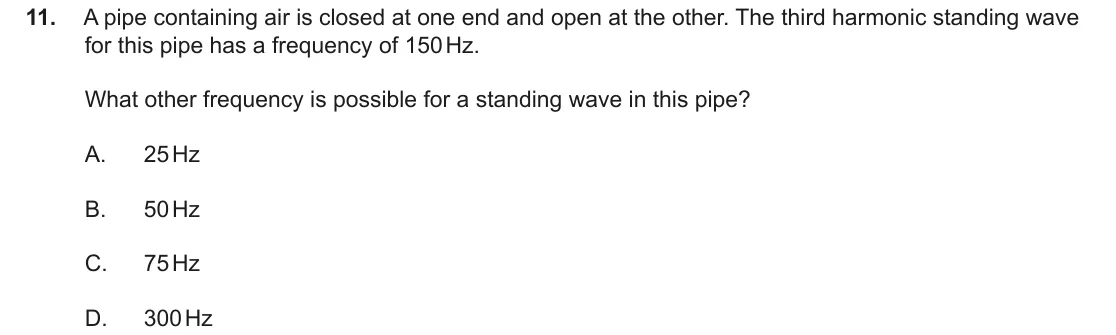 11. A pipe containing air is closed at one end and open at the other. The third harmonic standing wave
for this pipe has a frequency of 150 Hz.
What other frequency is possible for a standing wave in this pipe?
A. 25 Hz
B. 50 Hz
C. 75 Hz
D. 300 Hz